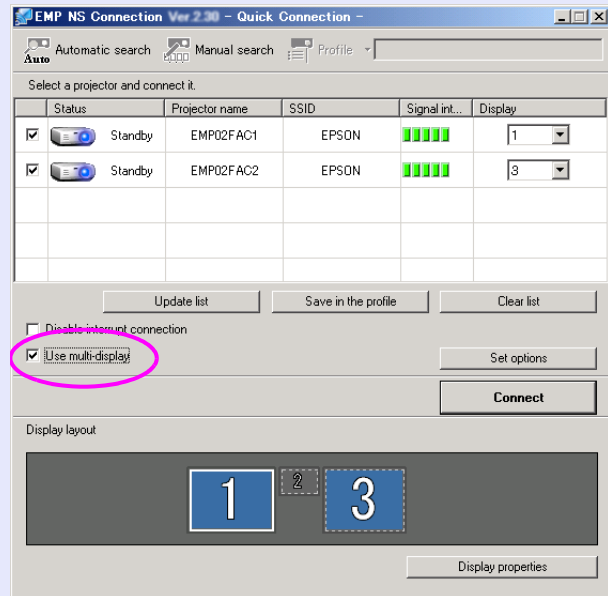 EMP NS Connection Ver.2.30 - Quick Connection -
Auto Automatic search Manual search Profile
Select a projector and connect it.
Status Projector name SSID Signal int... Display
Standby EMP02FAC1 EPSON 1
Standby EMP02FAC2 EPSON 3
Update list Save in the profile Clear list
Disable interrupt connection
Use multi-display Set options
Connect
Display layout
1 2 3
Display properties